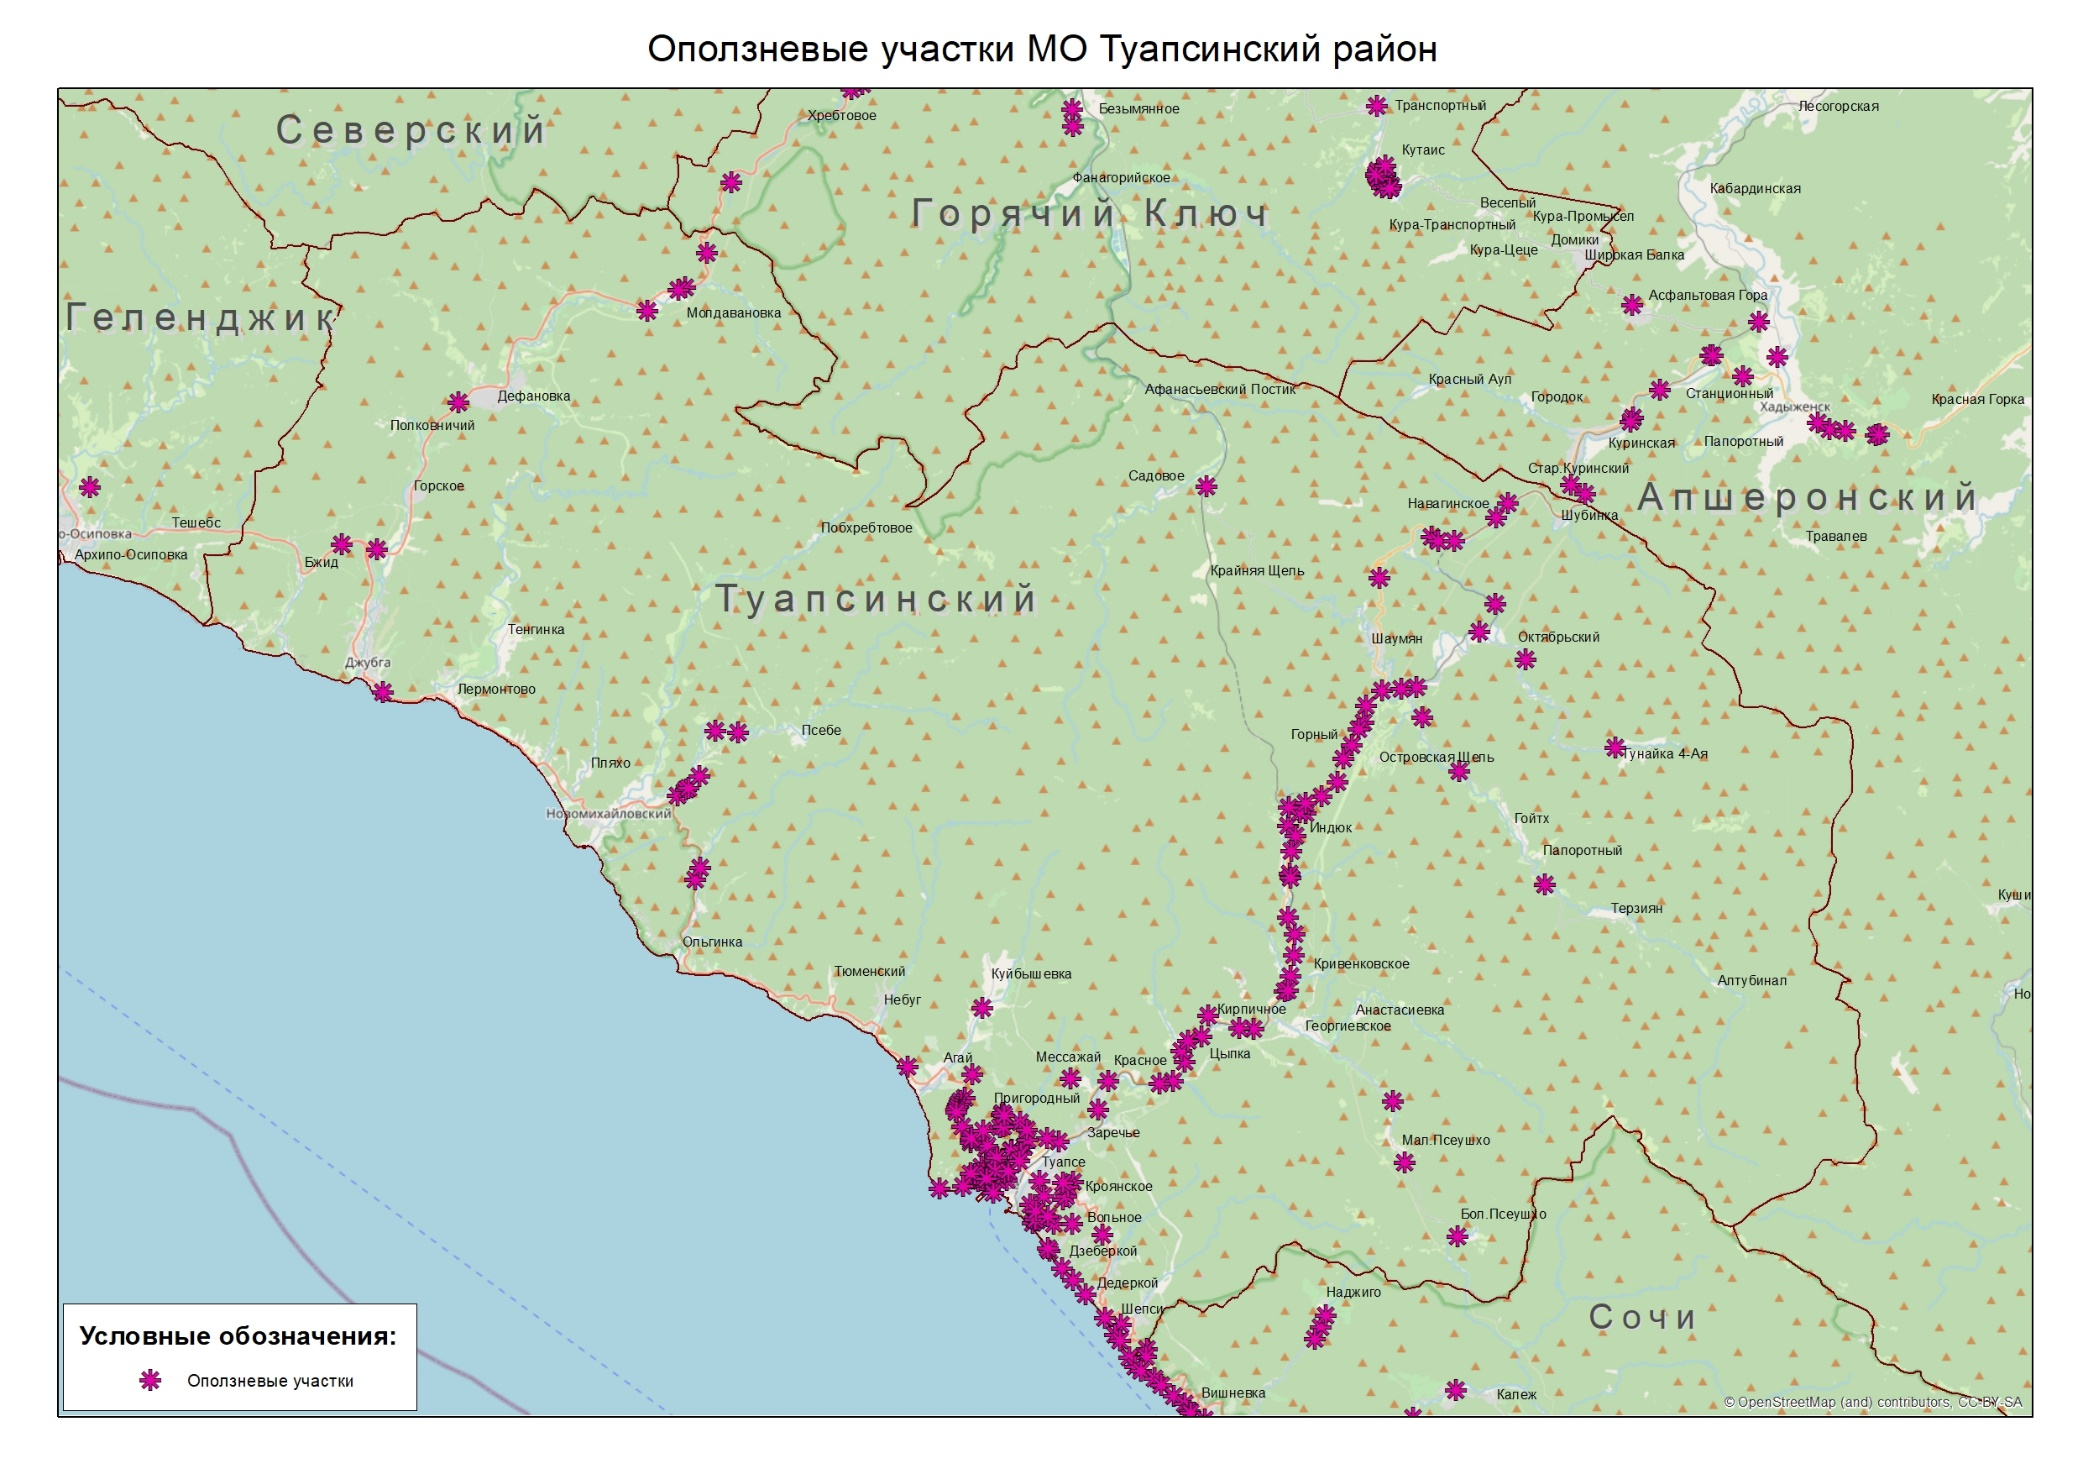 Оползневые участки МО Туапсинский район
Хребтовое
Безымянное
Транспортный
Лесогорская
Северский
Кутаис
Фанагорийское
Кабардинская
Горячий Ключ
Веселый
Кура-Промысел
Кура-Транспортный
Домики
Кура-Цеце
Широкая Балка
Асфальтовая Гора
Геленджик
Молдавановка
Красный Аул
Афанасьевский Постик
Станционный
Дефановка
Городок
Красная Горка
Хадыженск
Полковничий
Куринская
Папоротный
Стар.Куринский
Садовое
Горское
Апшеронский
Навагинское
Шубинка
Тешебс
Побхребтовое
о-Осиповка
Травалев
Архипо-Осиповка
Бжид
Крайняя Щель
Туапсинский
Тенгинка
Шаумян
Октябрьский
Джубга
Лермонтово
Псебе
Горный
Островская Щель
Тунайка 4-Ая
Пляхо
Новомихайловский
Гойтх
Индюк
Папоротный
Куши
Терзиян
Ольгинка
Кривенковское
Тюменский
Куйбышевка
Алтубинал
Но
Небуг
Кирпичное
Анастасиевка
Георгиевское
Агай
Мессажай
Красное
Цыпка
Пригородный
Заречье
Мал.Псеушхо
Туапсе
Кроянское
Вольное
Бол.Псеушхо
Дзеберкой
Дедеркой
Наджиго
Шепси
Сочи
Условные обозначения:
Оползневые участки
Вишневка
Калеж
© OpenStreetMap (and) contributors, CC-BY-SA